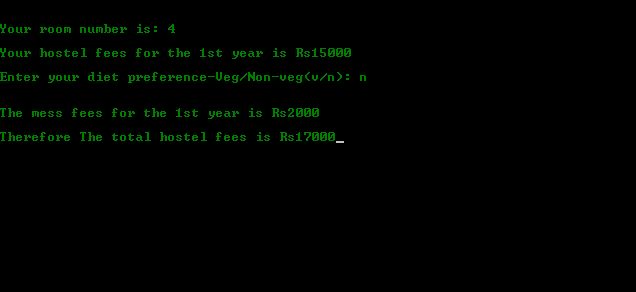 Your room number is: 4
Your hostel fees for the 1st year is Rs15000
Enter your diet preference-Veg/Non-veg(v/n): n
The mess fees for the 1st year is Rs2000
Therefore The total hostel fees is Rs17000